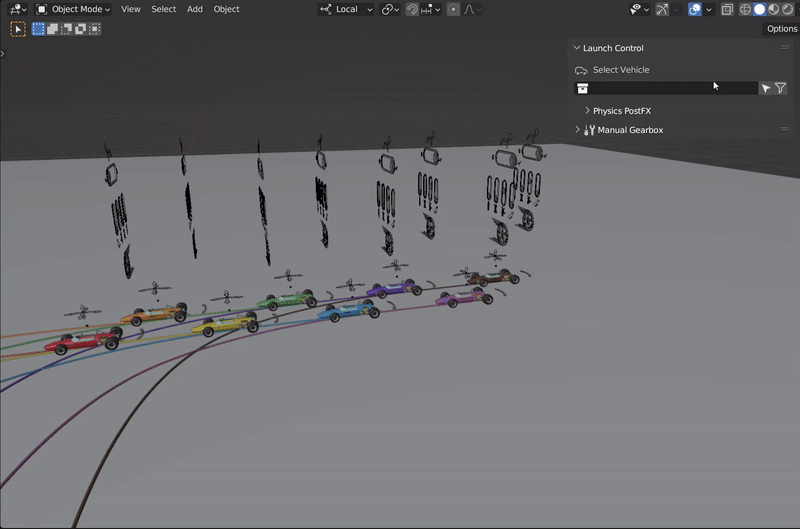 Object Mode View Select Add Object Local
Options
Launch Control
Select Vehicle
Physics PostFX
Manual Gearbox